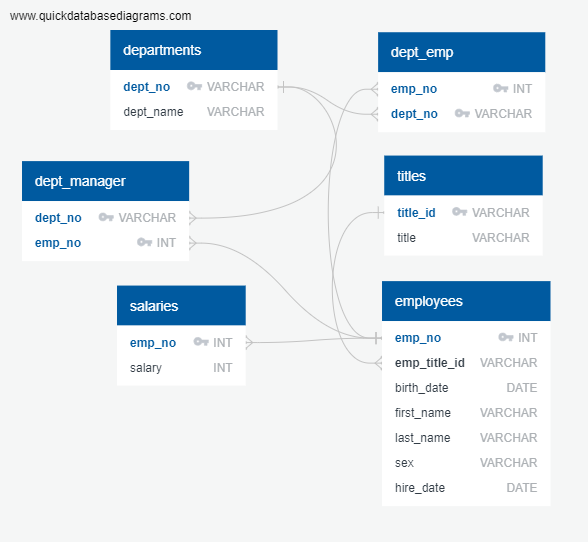 www.quickdatabasediagrams.com
departments
dept_no VARCHAR
dept_name VARCHAR
dept_emp
emp_no INT
dept_no VARCHAR
dept_manager
dept_no VARCHAR
emp_no INT
titles
title_id VARCHAR
title VARCHAR
salaries
emp_no INT
salary INT
employees
emp_no INT
emp_title_id VARCHAR
birth_date DATE
first_name VARCHAR
last_name VARCHAR
sex VARCHAR
hire_date DATE